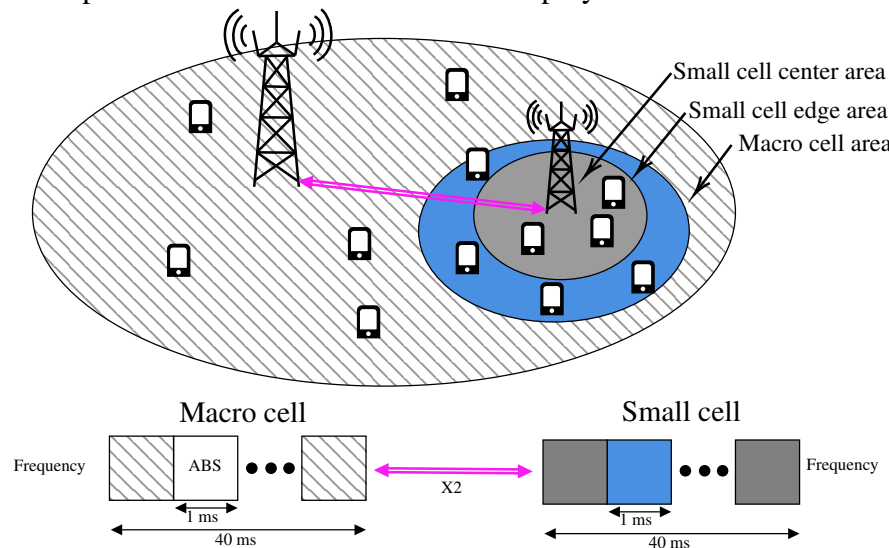 Small cell center area
Small cell edge area
Macro cell area
Macro cell
Small cell
Frequency
ABS
Frequency
X2
1 ms
1 ms
40 ms
40 ms